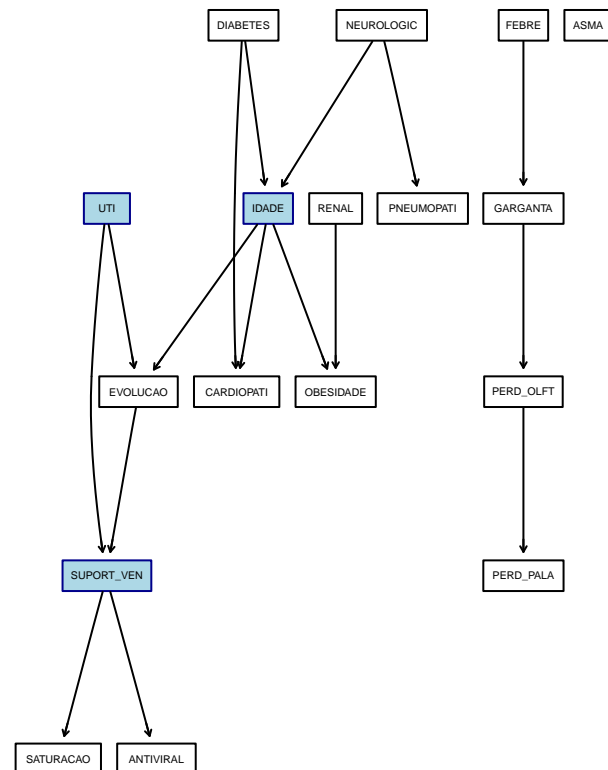 DIABETES
NEUROLOGIC
FEBRE
ASMA
UTI
IDADE
RENAL
PNEUMOPATI
GARGANTA
EVOLUCAO
CARDIOPATI
OBESIDADE
PERD_OLFT
SUPORT_VEN
PERD_PALA
SATURACAO
ANTIVIRAL